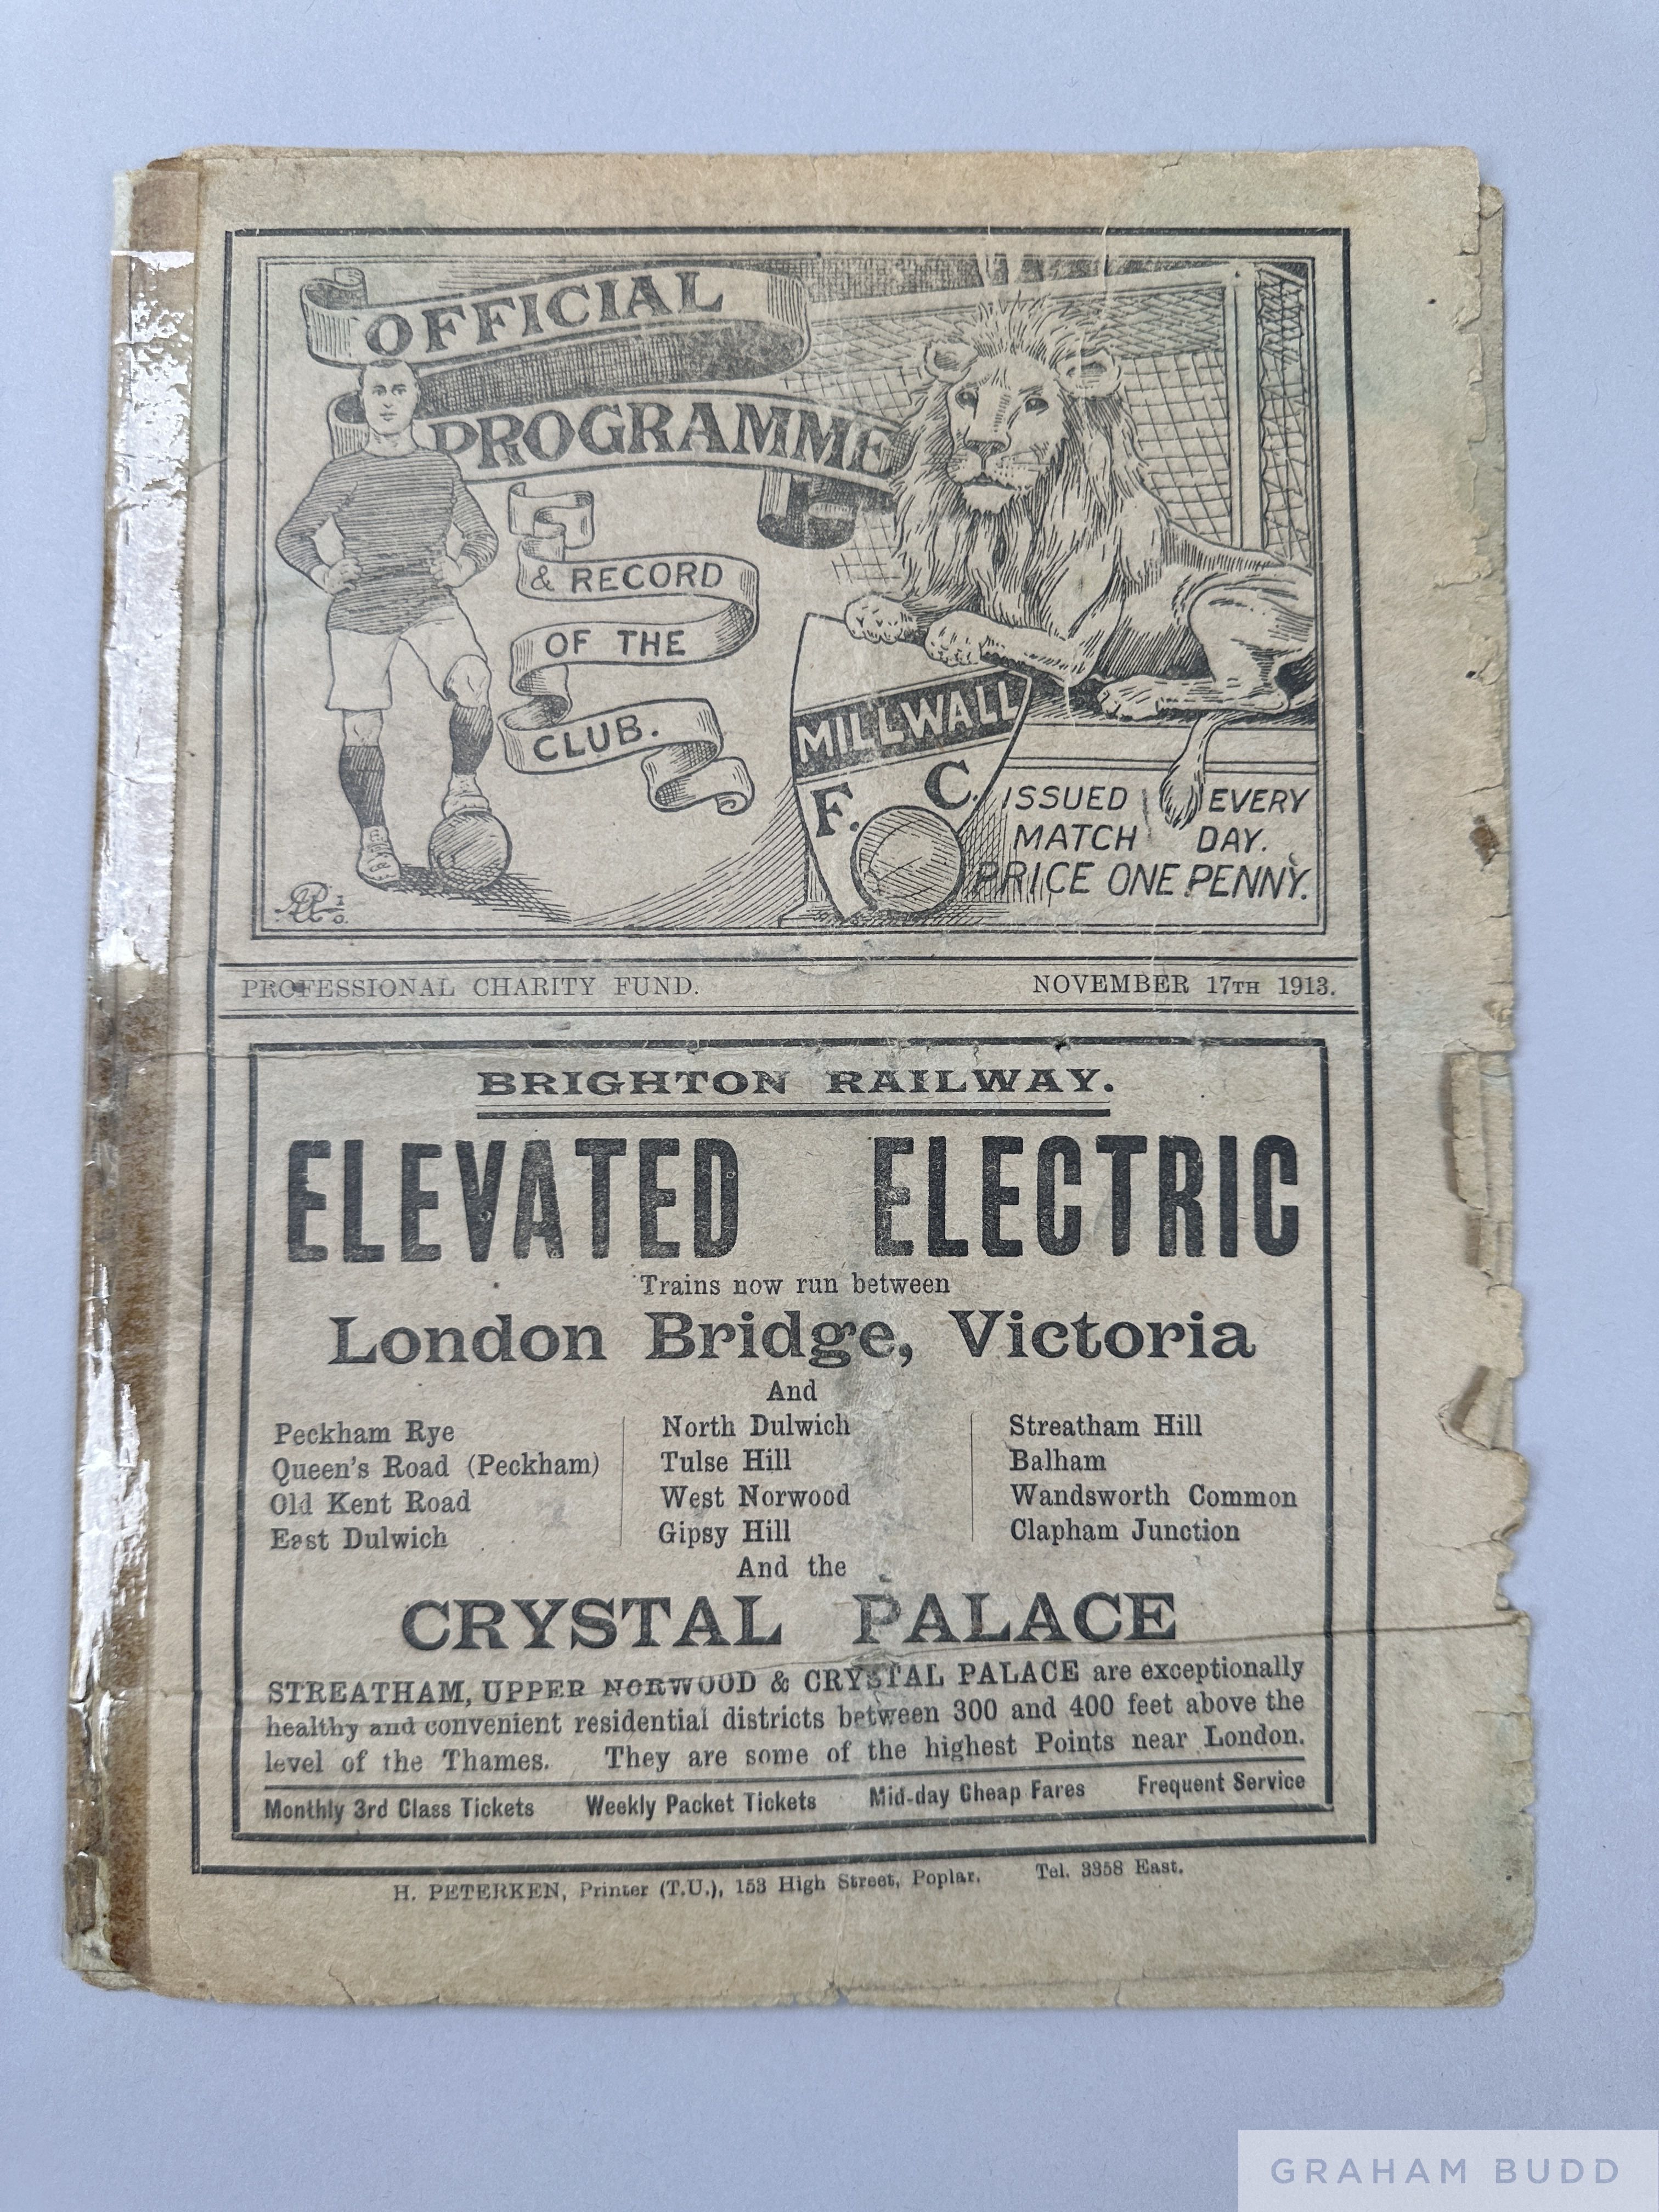 OFFICIAL
PROGRAMME
& RECORD
OF THE
CLUB.
MILLWALL
F. C.
ISSUED EVERY
MATCH DAY.
PRICE ONE PENNY.
PROFESSIONAL CHARITY FUND. NOVEMBER 17TH 1913.
BRIGHTON RAILWAY.
ELEVATED ELECTRIC
Trains now run between
London Bridge, Victoria
And
Peckham Rye North Dulwich Streatham Hill
Queen's Road (Peckham) Tulse Hill Balham
Old Kent Road West Norwood Wandsworth Common
East Dulwich Gipsy Hill Clapham Junction
And the
CRYSTAL PALACE
STREATHAM, UPPER NORWOOD & CRYSTAL PALACE are exceptionally
healthy and convenient residential districts between 300 and 400 feet above the
level of the Thames. They are some of the highest Points near London.
Monthly 3rd Class Tickets Weekly Packet Tickets Mid-day Cheap Fares Frequent Service
H. PETERKEN, Printer (T.U.), 153 High Street, Poplar. Tel. 3358 East.
GRAHAM BUDD